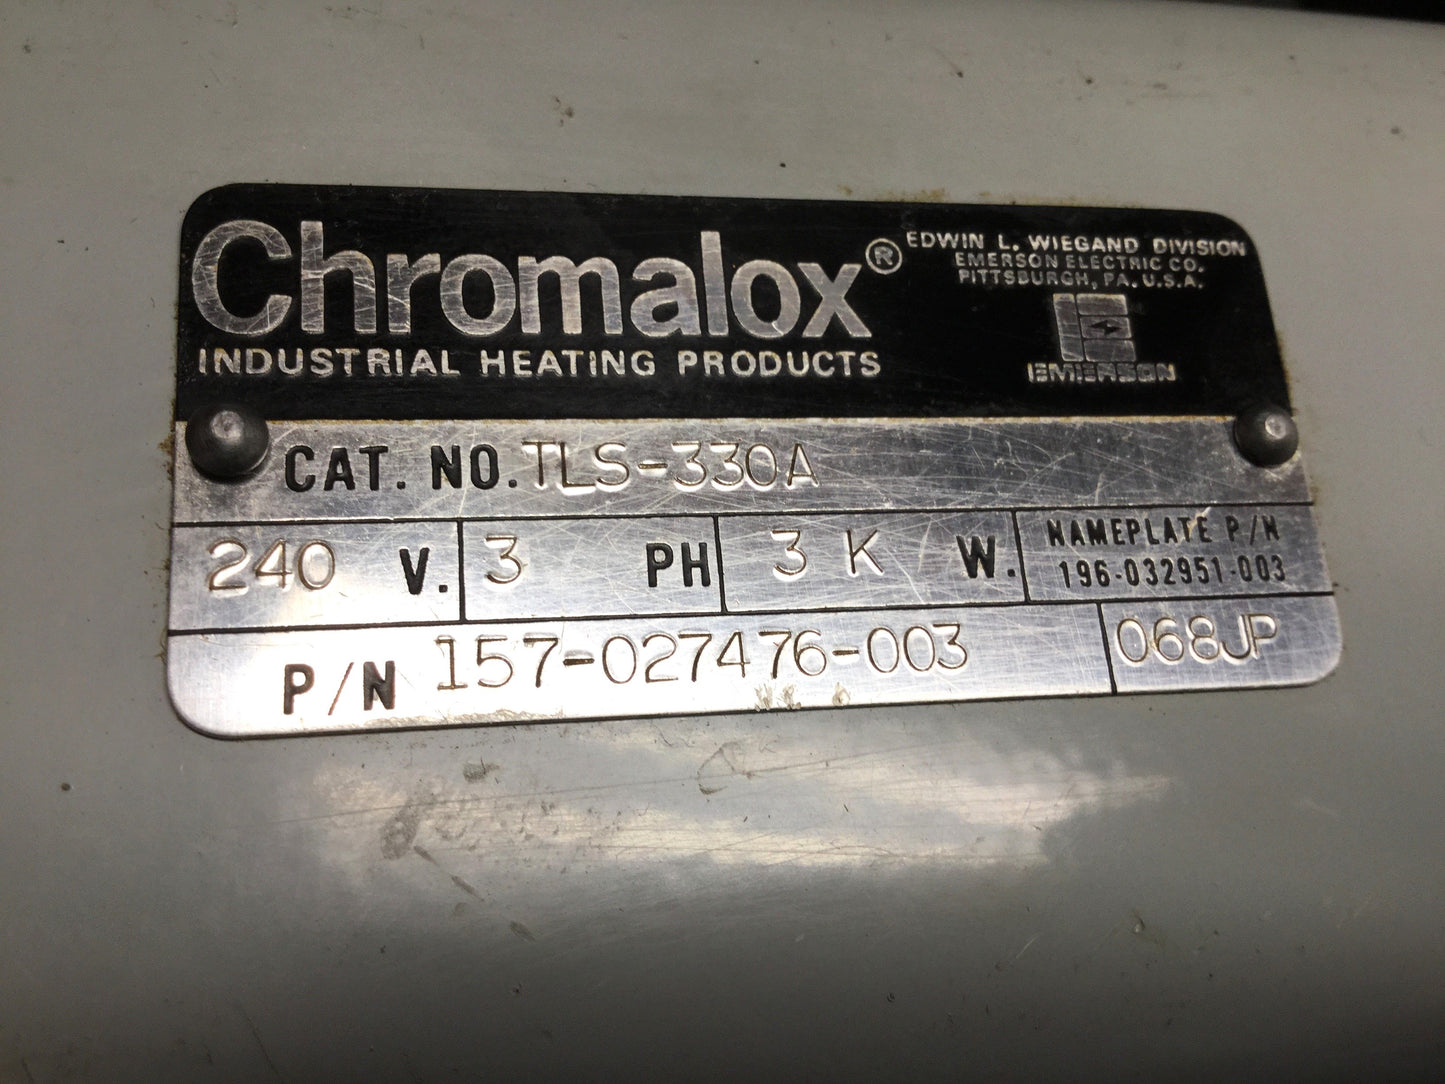 Chromalox®
INDUSTRIAL HEATING PRODUCTS
EDWIN L. WIEGAND DIVISION
EMERSON ELECTRIC CO.
PITTSBURGH, PA. U.S.A.
EMERSON
CAT. NO. TLS-330A
240 V. 3 PH 3 K W. NAMEPLATE P/N
196-032951-003
P/N 157-027476-003 068JP